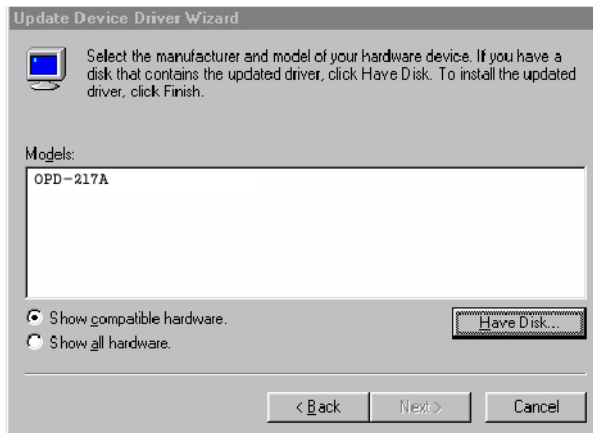 Update Device Driver Wizard
Select the manufacturer and model of your hardware device. If you have a
disk that contains the updated driver, click Have Disk. To install the updated
driver, click Finish.
Models:
OPD-217A
Show compatible hardware.
Have Disk...
Show all hardware.
< Back
Next >
Cancel